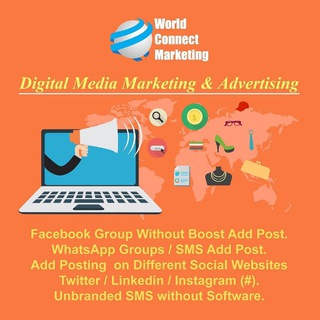 World
Connect
Marketing
Digital Media Marketing & Advertising
Facebook Group Without Boost Add Post.
WhatsApp Groups / SMS Add Post.
Add Posting on Different Social Websites
Twitter / Linkedin / Instagram (#).
Unbranded SMS without Software.